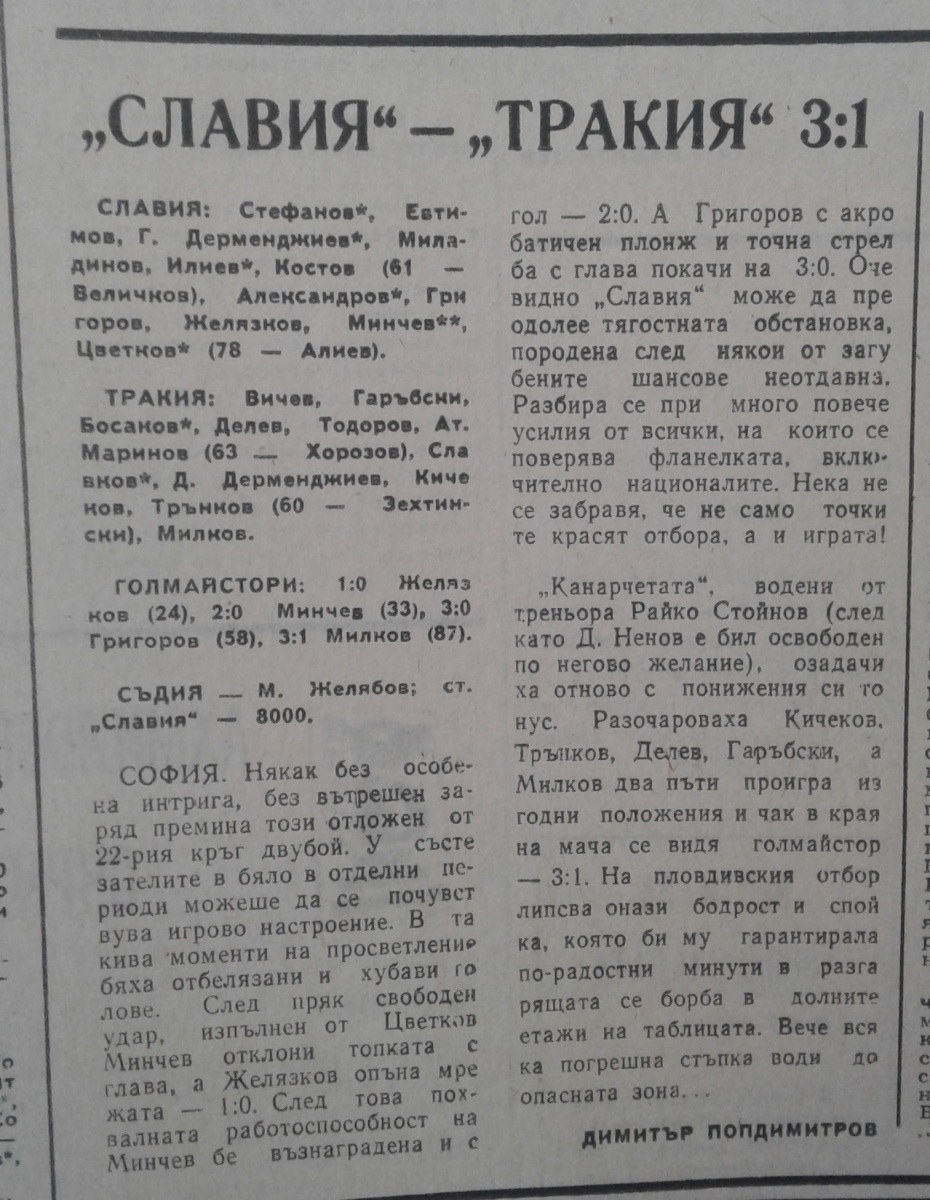 „СЛАВИЯ“ — „ТРАКИЯ“ 3:1
СЛАВИЯ: Стефанов*, Евти-
мов, Г. Дерменджиев*, Мила-
динов, Илиев*, Костов (61 —
Величков), Александров*, Гри
горов, Желязков, Минчев**,
Цветков* (78 — Алиев).
ТРАКИЯ: Вичев, Гаръбски,
Босаков*, Делев, Тодоров, Ат.
Маринов (63 — Хорозов), Сла
вков*, Д. Дерменджиев, Киче
ков, Трънков (60 — Зехтин-
ски), Милков.
ГОЛМАЙСТОРИ: 1:0 Желяз
ков (24), 2:0 Минчев (33), 3:0
Григоров (58), 3:1 Милков (87).
СЪДИЯ — М. Желябов; ст.
„Славия“ — 8000.
СОФИЯ. Някак без особе-
на интрига, без вътрешен за-
ряд премина този отложен от
22-рия кръг двубой. У състе
зателите в бяло в отделни пе-
риоди можеше да се почувст
вува игрово настроение. В та
кива моменти на просветление
бяха отбелязани и хубави го
лове. След пряк свободен
удар, изпълнен от Цветков
Минчев отклони топката с
глава, а Желязков опъна мре
жата — 1:0. След това пох-
валната работоспособност на
Минчев бе възнаградена и с
гол — 2:0. А Григоров с акро
батичен плонж и точна стрел
ба с глава покачи на 3:0. Оче
видно „Славия“ може да пре
одолее тягостната обстановка,
породена след някои от загу
бените шансове неотдавна.
Разбира се при много повече
усилия от всички, на които се
поверява фланелката, вклю-
чително националите. Нека не
се забравя, че не само точки
те красят отбора, а и играта!
„Канарчетата“, водени от
треньора Райко Стойнов (след
като Д. Ненов е бил освободен
по негово желание), озадачи
ха отново с понижения си то
нус. Разочароваха Кичеков,
Трънков, Делев, Гаръбски, а
Милков два пъти проигра из
годни положения и чак в края
на мача се видя голмайстор
— 3:1. На пловдивския отбор
липсва онази бодрост и спой
ка, която би му гарантирала
по-радостни минути в разга
рящата се борба в долните
етажи на таблицата. Вече вся
ка погрешна стъпка води до
опасната зона...
ДИМИТЪР ПОПДИМИТРОВ